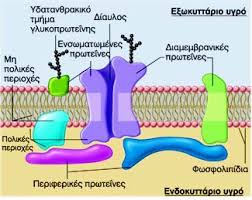 Υδατανθρακικό
τμήμα
γλυκοπρωτεΐνης
Δίαυλος
Εξωκυττάριο υγρό
Ενσωματωμένες
πρωτεΐνες
Διαμεμβρανικές
πρωτεΐνες
Μη
πολικές
περιοχές
Πολικές
περιοχές
Περιφερικές πρωτεΐνες
Φωσφολιπίδια
Ενδοκυττάριο υγρό